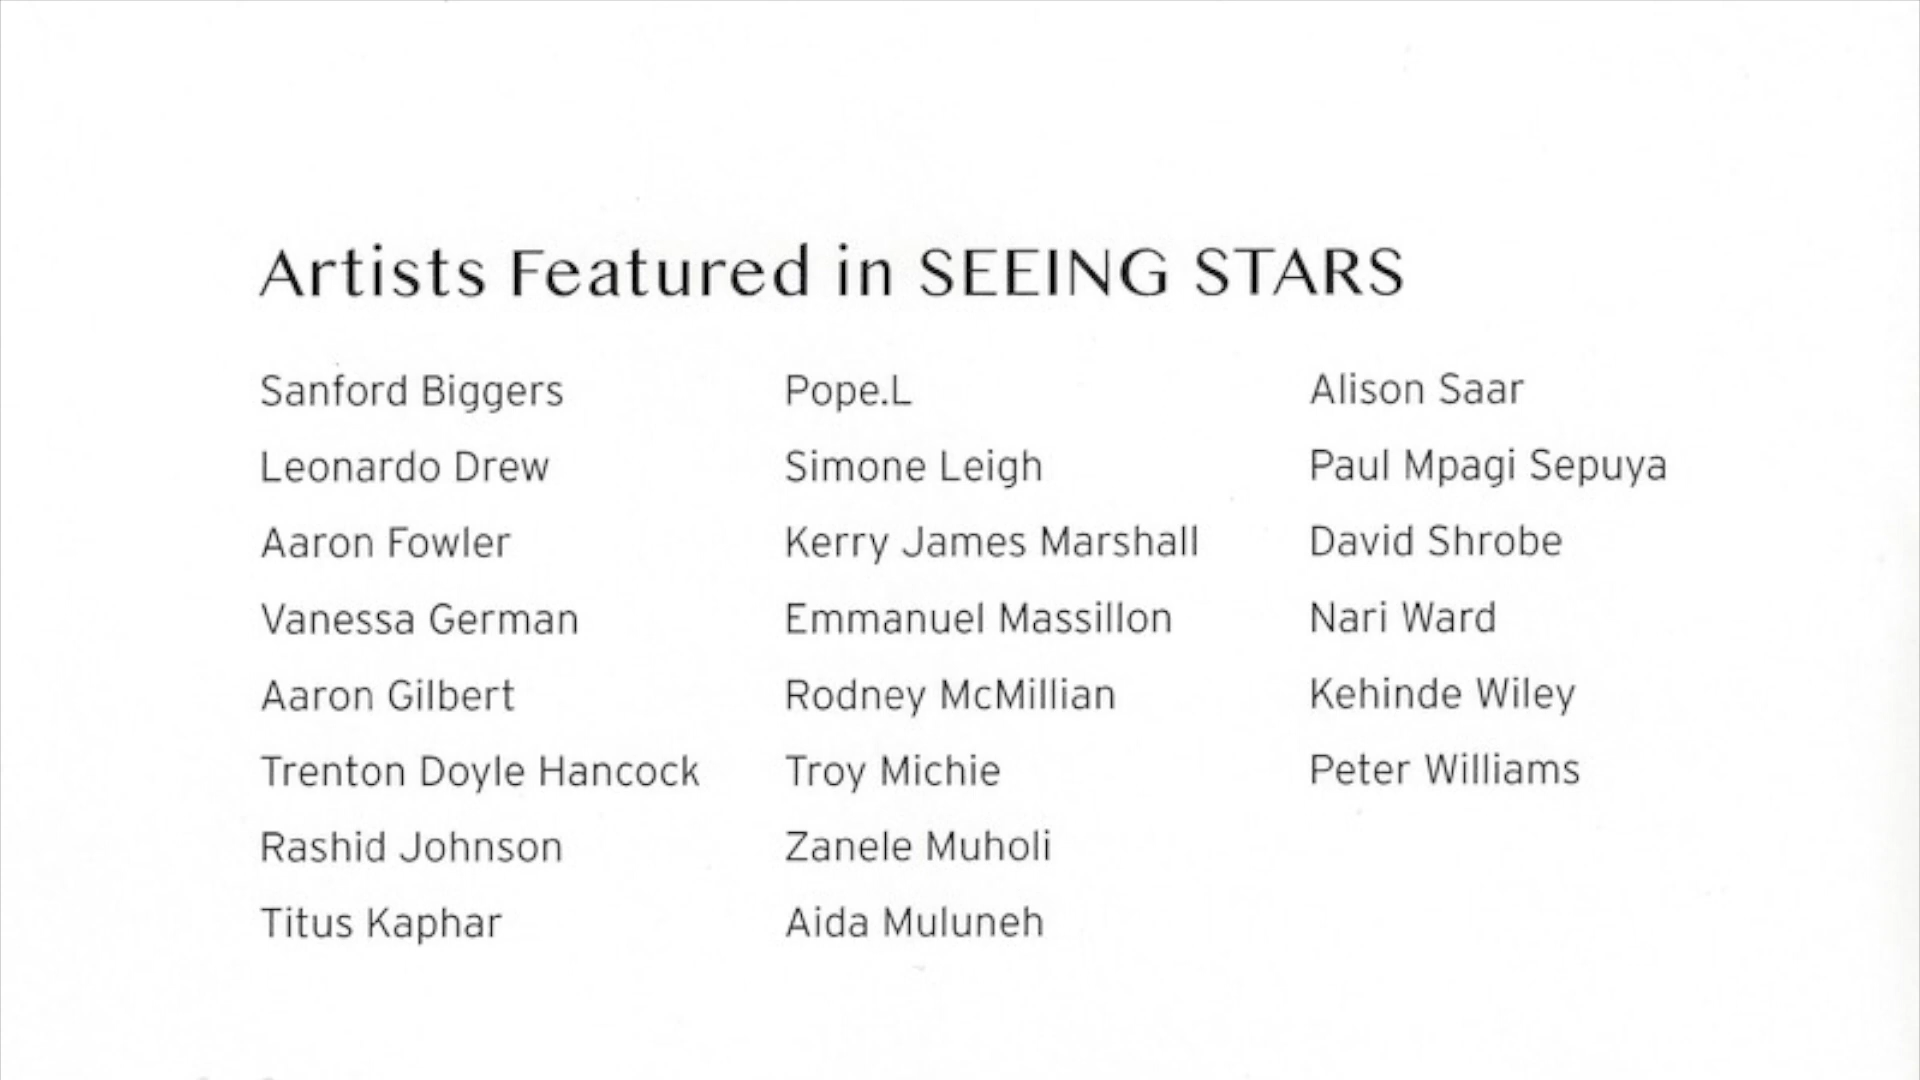 Artists Featured in SEEING STARS
Sanford Biggers
Leonardo Drew
Aaron Fowler
Vanessa German
Aaron Gilbert
Trenton Doyle Hancock
Rashid Johnson
Titus Kaphar
Pope.L
Simone Leigh
Kerry James Marshall
Emmanuel Massillon
Rodney McMillian
Troy Michie
Zanele Muholi
Aida Muluneh
Alison Saar
Paul Mpagi Sepuya
David Shrobe
Nari Ward
Kehinde Wiley
Peter Williams